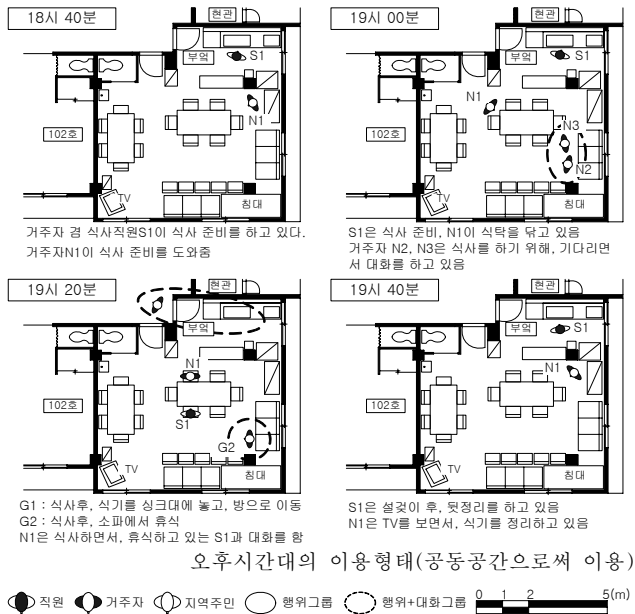 18시 40분
현관
부엌
S1
N1
102호
TV
침대
거주자 겸 식사직원S1이 식사 준비를 하고 있다.
거주자N1이 식사 준비를 도와줌
19시 00분
현관
부엌
S1
N1
N3
N2
102호
TV
침대
S1은 식사 준비, N1이 식탁을 닦고 있음
거주자 N2, N3은 식사를 하기 위해, 기다리면
서 대화를 하고 있음
19시 20분
현관
부엌
N1
S1
G2
102호
TV
침대
G1 : 식사후, 식기를 싱크대에 놓고, 방으로 이동
G2 : 식사후, 소파에서 휴식
N1은 식사하면서, 휴식하고 있는 S1과 대화를 함
19시 40분
현관
부엌
S1
N1
102호
TV
침대
S1은 설겆이 후, 뒷정리를 하고 있음
N1은 TV를 보면서, 식기를 정리하고 있음
오후시간대의 이용형태(공동공간으로써 이용)
직원 거주자 지역주민 행위그룹 행위+대화그룹 0 1 2 5(m)